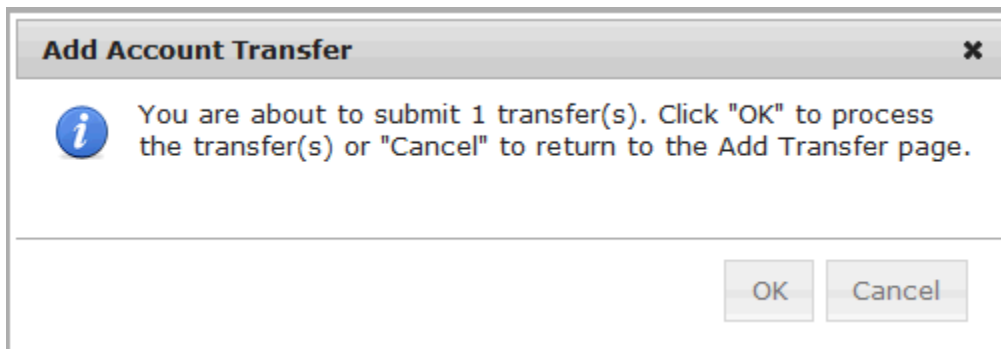 Add Account Transfer
You are about to submit 1 transfer(s). Click "OK" to process
the transfer(s) or "Cancel" to return to the Add Transfer page.
OK Cancel